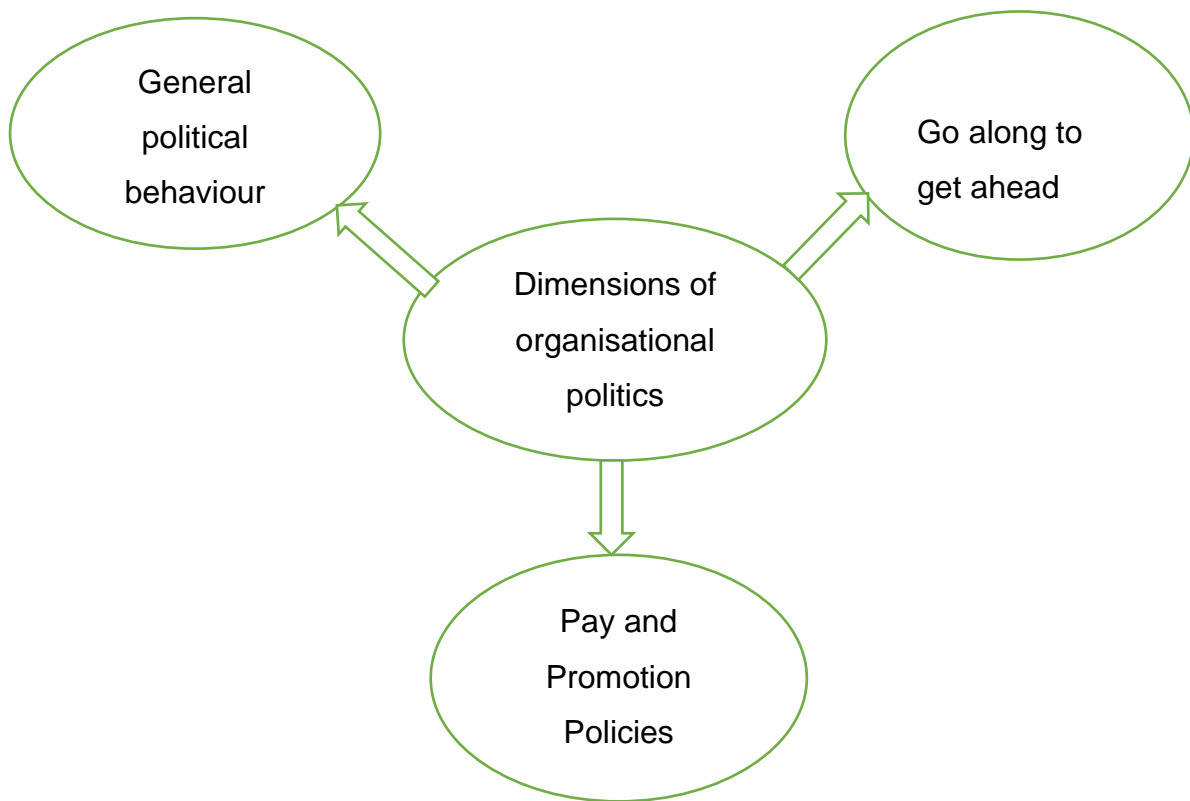 General
political
behaviour
Go along to
get ahead
Dimensions of
organisational
politics
Pay and
Promotion
Policies